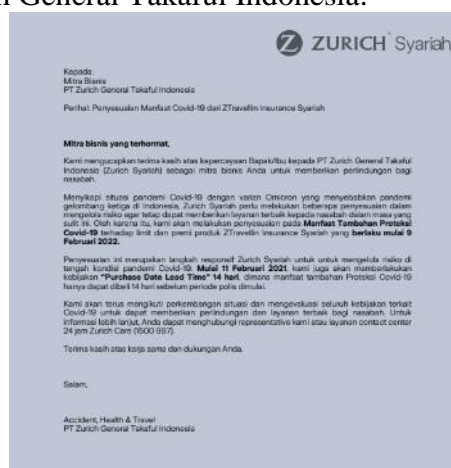 n General Takaful Indonesia.
ZURICH Syariah
Kepada:
Mitra Bisnis
PT Zurich General Takaful Indonesia
Perihal: Penyesuaian Manfaat Covid-19 dari ZTravellin Insurance Syariah
Mitra bisnis yang terhormat,
Kami mengucapkan terima kasih atas kepercayaan Bapak/Ibu kepada PT Zurich General Takaful
Indonesia (Zurich Syariah) sebagai mitra bisnis Anda untuk memberikan perlindungan bagi
nasabah.
Menyikapi situasi pandemi Covid-19 dengan varian Omicron yang menyebabkan pandemi
gelombang ketiga di Indonesia, Zurich Syariah perlu melakukan beberapa penyesuaian dalam
mengelola risiko agar tetap dapat memberikan layanan terbaik kepada nasabah dalam masa yang
sulit ini. Oleh karena itu, kami akan melakukan penyesuaian pada Manfaat Tambahan Proteksi
Covid-19 terhadap limit dan premi produk ZTravellin Insurance Syariah yang berlaku mulai 9
Februari 2022.
Penyesuaian ini merupakan langkah responsif Zurich Syariah untuk untuk mengelola risiko di
tengah kondisi pandemi Covid-19. Mulai 11 Februari 2021, kami juga akan memberlakukan
kebijakan "Purchase Date Lead Time" 14 hari, dimana manfaat tambahan Proteksi Covid-19
hanya dapat dibeli 14 hari sebelum periode polis dimulai.
Kami akan terus mengikuti perkembangan situasi dan mengevaluasi seluruh kebijakan terkait
Covid-19 untuk dapat memberikan perlindungan dan layanan terbaik bagi nasabah. Untuk
informasi lebih lanjut, Anda dapat menghubungi representative kami atau layanan contact center
24 jam Zurich Care (1500 987).
Terima kasih atas kerja sama dan dukungan Anda.
Salam,
Accident, Health & Travel
PT Zurich General Takaful Indonesia